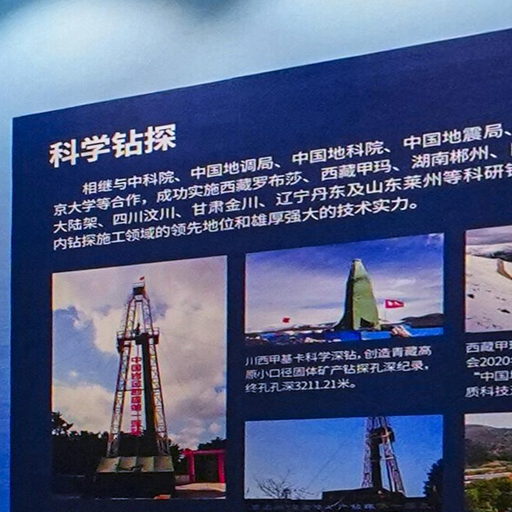 科学钻探
相继与中科院、中国地调局、中国地科院、中国地震局、
京大学等合作，成功实施西藏罗布莎、西藏甲玛、湖南郴州、
大陆架、四川汶川、甘肃金川、辽宁丹东及山东莱州等科研钻
内钻探施工领域的领先地位和雄厚强大的技术实力。
川西甲基卡科学深钻，创造青藏高
原小口径固体矿产钻探孔深纪录，
终孔孔深3211.21米。
西藏甲玛
会2020年
“中国
质科技